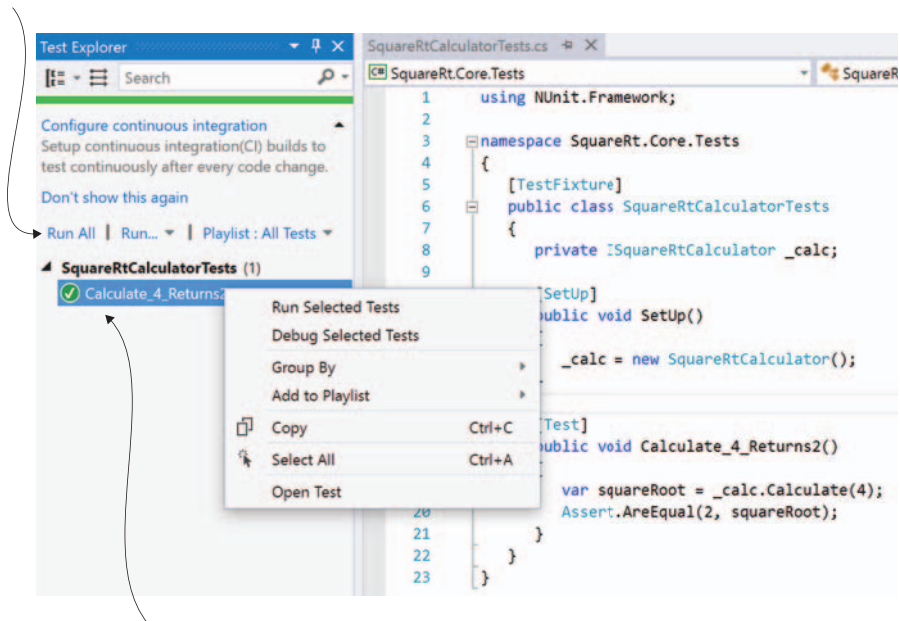 Test Explorer
Search
Configure continuous integration
Setup continuous integration(CI) builds to
test continuously after every code change.
Don't show this again
Run All | Run... | Playlist : All Tests
SquareRtCalculatorTests (1)
Calculate_4_Returns2
Run Selected Tests
Debug Selected Tests
Group By
Add to Playlist
Copy Ctrl+C
Select All Ctrl+A
Open Test
SquareRtCalculatorTests.cs
C# SquareRt.Core.Tests
SquareR
1 using NUnit.Framework;
2
3 namespace SquareRt.Core.Tests
4 {
5 [TestFixture]
6 public class SquareRtCalculatorTests
7 {
8 private ISquareRtCalculator _calc;
9
[SetUp]
public void SetUp()
_calc = new SquareRtCalculator();
[Test]
public void Calculate_4_Returns2()
var squareRoot = _calc.Calculate(4);
20 Assert.AreEqual(2, squareRoot);
21 }
22 }
23 }